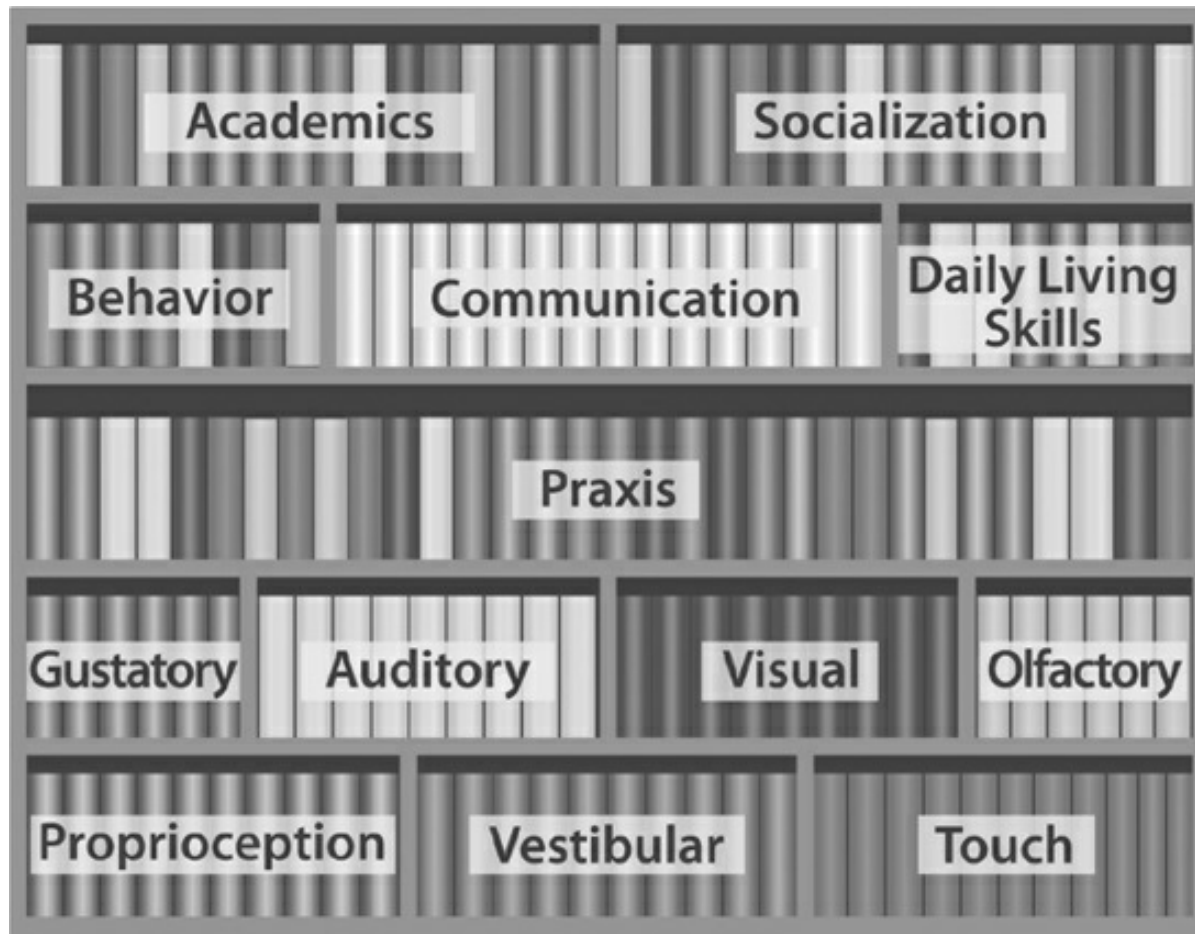 Academics
Socialization
Behavior
Communication
Daily Living
Skills
Praxis
Gustatory
Auditory
Visual
Olfactory
Proprioception
Vestibular
Touch